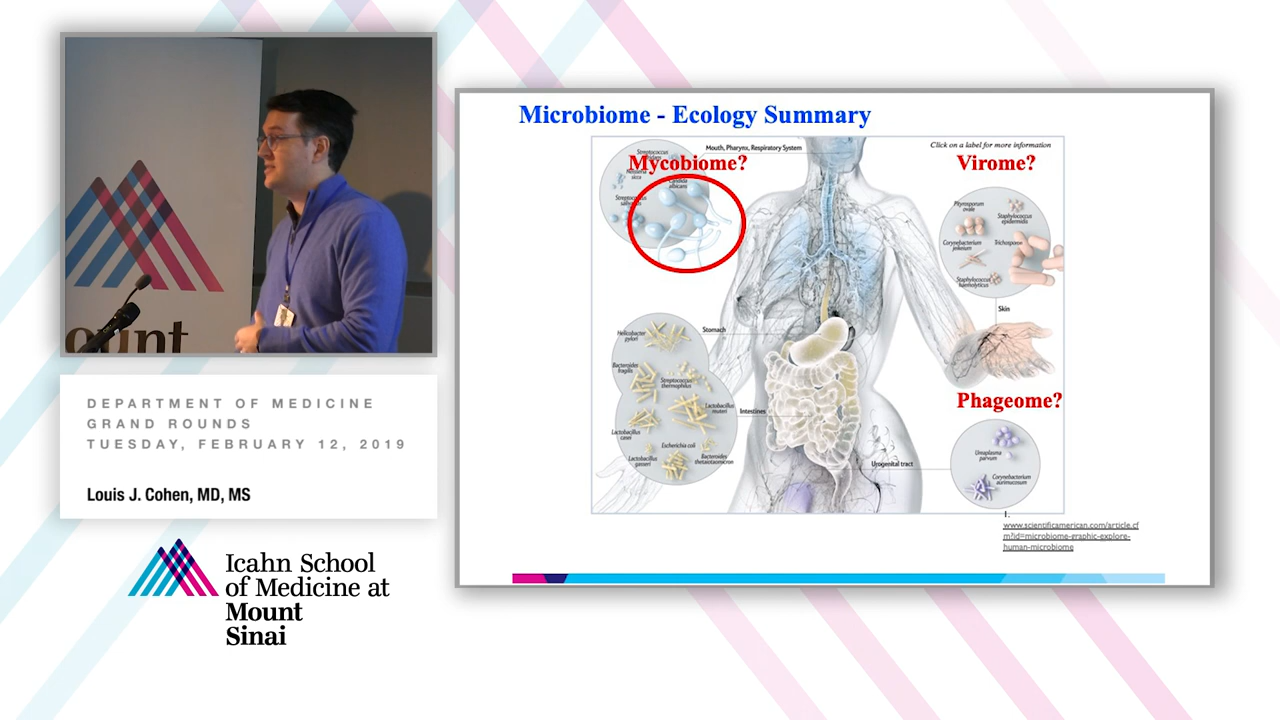 ount
DEPARTMENT OF MEDICINE
GRAND ROUNDS
TUESDAY, FEBRUARY 12, 2019
Louis J. Cohen, MD, MS
Icahn School
of Medicine at
Mount
Sinai
Microbiome - Ecology Summary
Mouth, Pharynx, Respiratory System
Click on a label for more information
Mycobiome?
Virome?
Streptococcus
Candida
albicans
Streptococcus
Pityrosporum
ovale
Staphylococcus
epidermidis
Corynebacterium
jeikeium
Trichosporon
Staphylococcus
haemolyticus
Skin
Helicobacter
pylori
Stomach
Bacteroides
fragilis
Streptococcus
thermophilus
Lactobacillus
reuteri
Intestines
Lactobacillus
casei
Escherichia coli
Lactobacillus
gasseri
Bacteroides
thetaiotaomicron
Phageome?
Ureaplasma
parvum
Urogenital tract
Corynebacterium
aurimucosum
1.
www.scientificamerican.com/article.cf
m?id=microbiome-graphic-explore-
human-microbiome